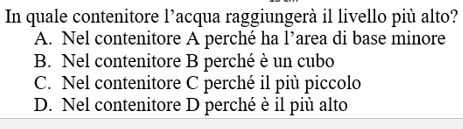 In quale contenitore l'acqua raggiungerà il livello più alto?
A. Nel contenitore A perché ha l'area di base minore
B. Nel contenitore B perché è un cubo
C. Nel contenitore C perché il più piccolo
D. Nel contenitore D perché è il più alto